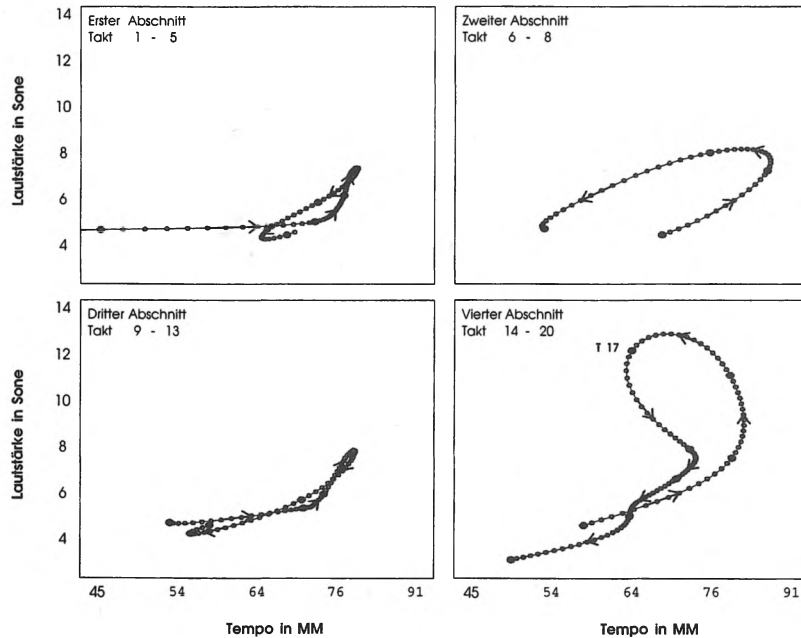 Erster Abschnitt
Takt 1 - 5
Zweiter Abschnitt
Takt 6 - 8
14
12
10
8
6
4
Lautstärke in Sone
Dritter Abschnitt
Takt 9 - 13
Vierter Abschnitt
Takt 14 - 20
T 17
14
12
10
8
6
4
Lautstärke in Sone
45 54 64 76 91
54 64 76 91
Tempo in MM
Tempo in MM